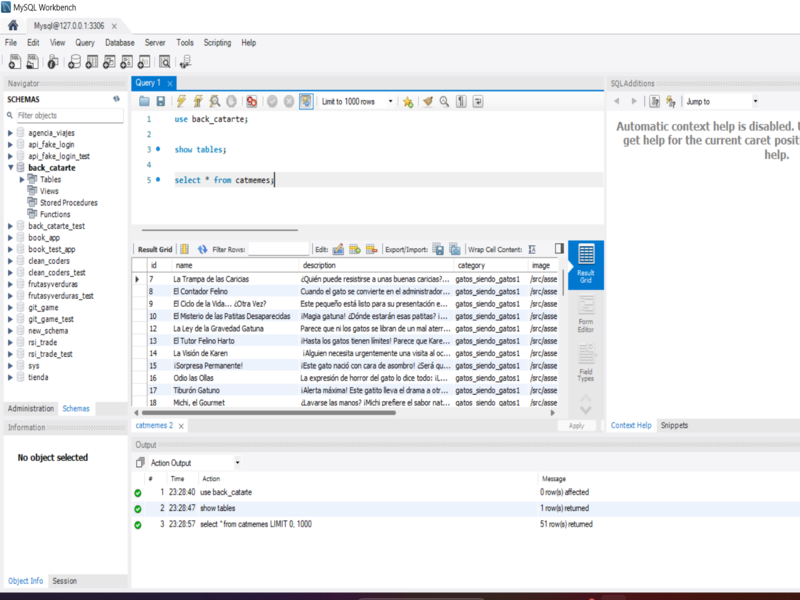 MySQL Workbench
Mysql@127.0.0.1:3306 x
File Edit View Query Database Server Tools Scripting Help
Navigator
SCHEMAS
Filter objects
agencia_viajes
api_fake_login
api_fake_login_test
back_catarte
Tables
Views
Stored Procedures
Functions
back_catarte_test
book_app
book_test_app
clean_coders
clean_coders_test
frutasyverduras
frutasyverduras_test
git_game
git_game_test
new_schema
rsi_trade
rsi_trade_test
sys
tienda
Administration Schemas
Information
No object selected
Object Info Session
Query 1 x
Limit to 1000 rows
1 use back_catarte;
2
3 show tables;
4
5 select * from catmemes;
Result Grid Filter Rows: Edit: Export/Import: Wrap Cell Content:
id name description category image
7 La Trampa de las Caricias ¿Quién puede resistirse a unas buenas caricias?... gatos_siendo_gatos1 /src/asse
8 El Contador Felino Cuando el gato se convierte en el administrador... gatos_siendo_gatos1 /src/asse
9 El Ciclo de la Vida... ¿Otra Vez? Este pequeño está listo para su presentación e... gatos_siendo_gatos1 /src/asse
10 El Misterio de las Patitas Desaparecidas ¡Magia gatuna! ¿Dónde estarán esas patitas? ¡... gatos_siendo_gatos1 /src/asse
12 La Ley de la Gravedad Gatuna Parece que ni los gatos se libran de un mal aterr... gatos_siendo_gatos1 /src/asse
13 El Tutor Felino Harto ¡Hasta los gatos tienen límites! Parece que Kare... gatos_siendo_gatos1 /src/asse
14 La Visión de Karen ¡Alguien necesita urgentemente una visita al oc... gatos_siendo_gatos1 /src/asse
15 ¡Sorpresa Permanente! ¡Este gato nació con cara de asombro! ¿Será qu... gatos_siendo_gatos1 /src/asse
16 Odio las Ollas La expresión de horror del gato lo dice todo: ¡L... gatos_siendo_gatos1 /src/asse
17 Tiburón Gatuno ¡Alerta máxima! Este gatito lleva el drama a otr... gatos_siendo_gatos1 /src/asse
18 Michi, el Gourmet ¿Lavarse las manos? ¡Michi prefiere el sabor nat... gatos_siendo_gatos1 /src/asse
Result Grid
Form Editor
Field Types
catmemes 2 x
Apply
Output
Action Output
# Time Action Message
1 23:28:40 use back_catarte 0 row(s) affected
2 23:28:47 show tables 1 row(s) returned
3 23:28:57 select * from catmemes LIMIT 0, 1000 51 row(s) returned
SQLAdditions
Jump to
Automatic context help is disabled.
get help for the current caret posit
help.
Context Help Snippets